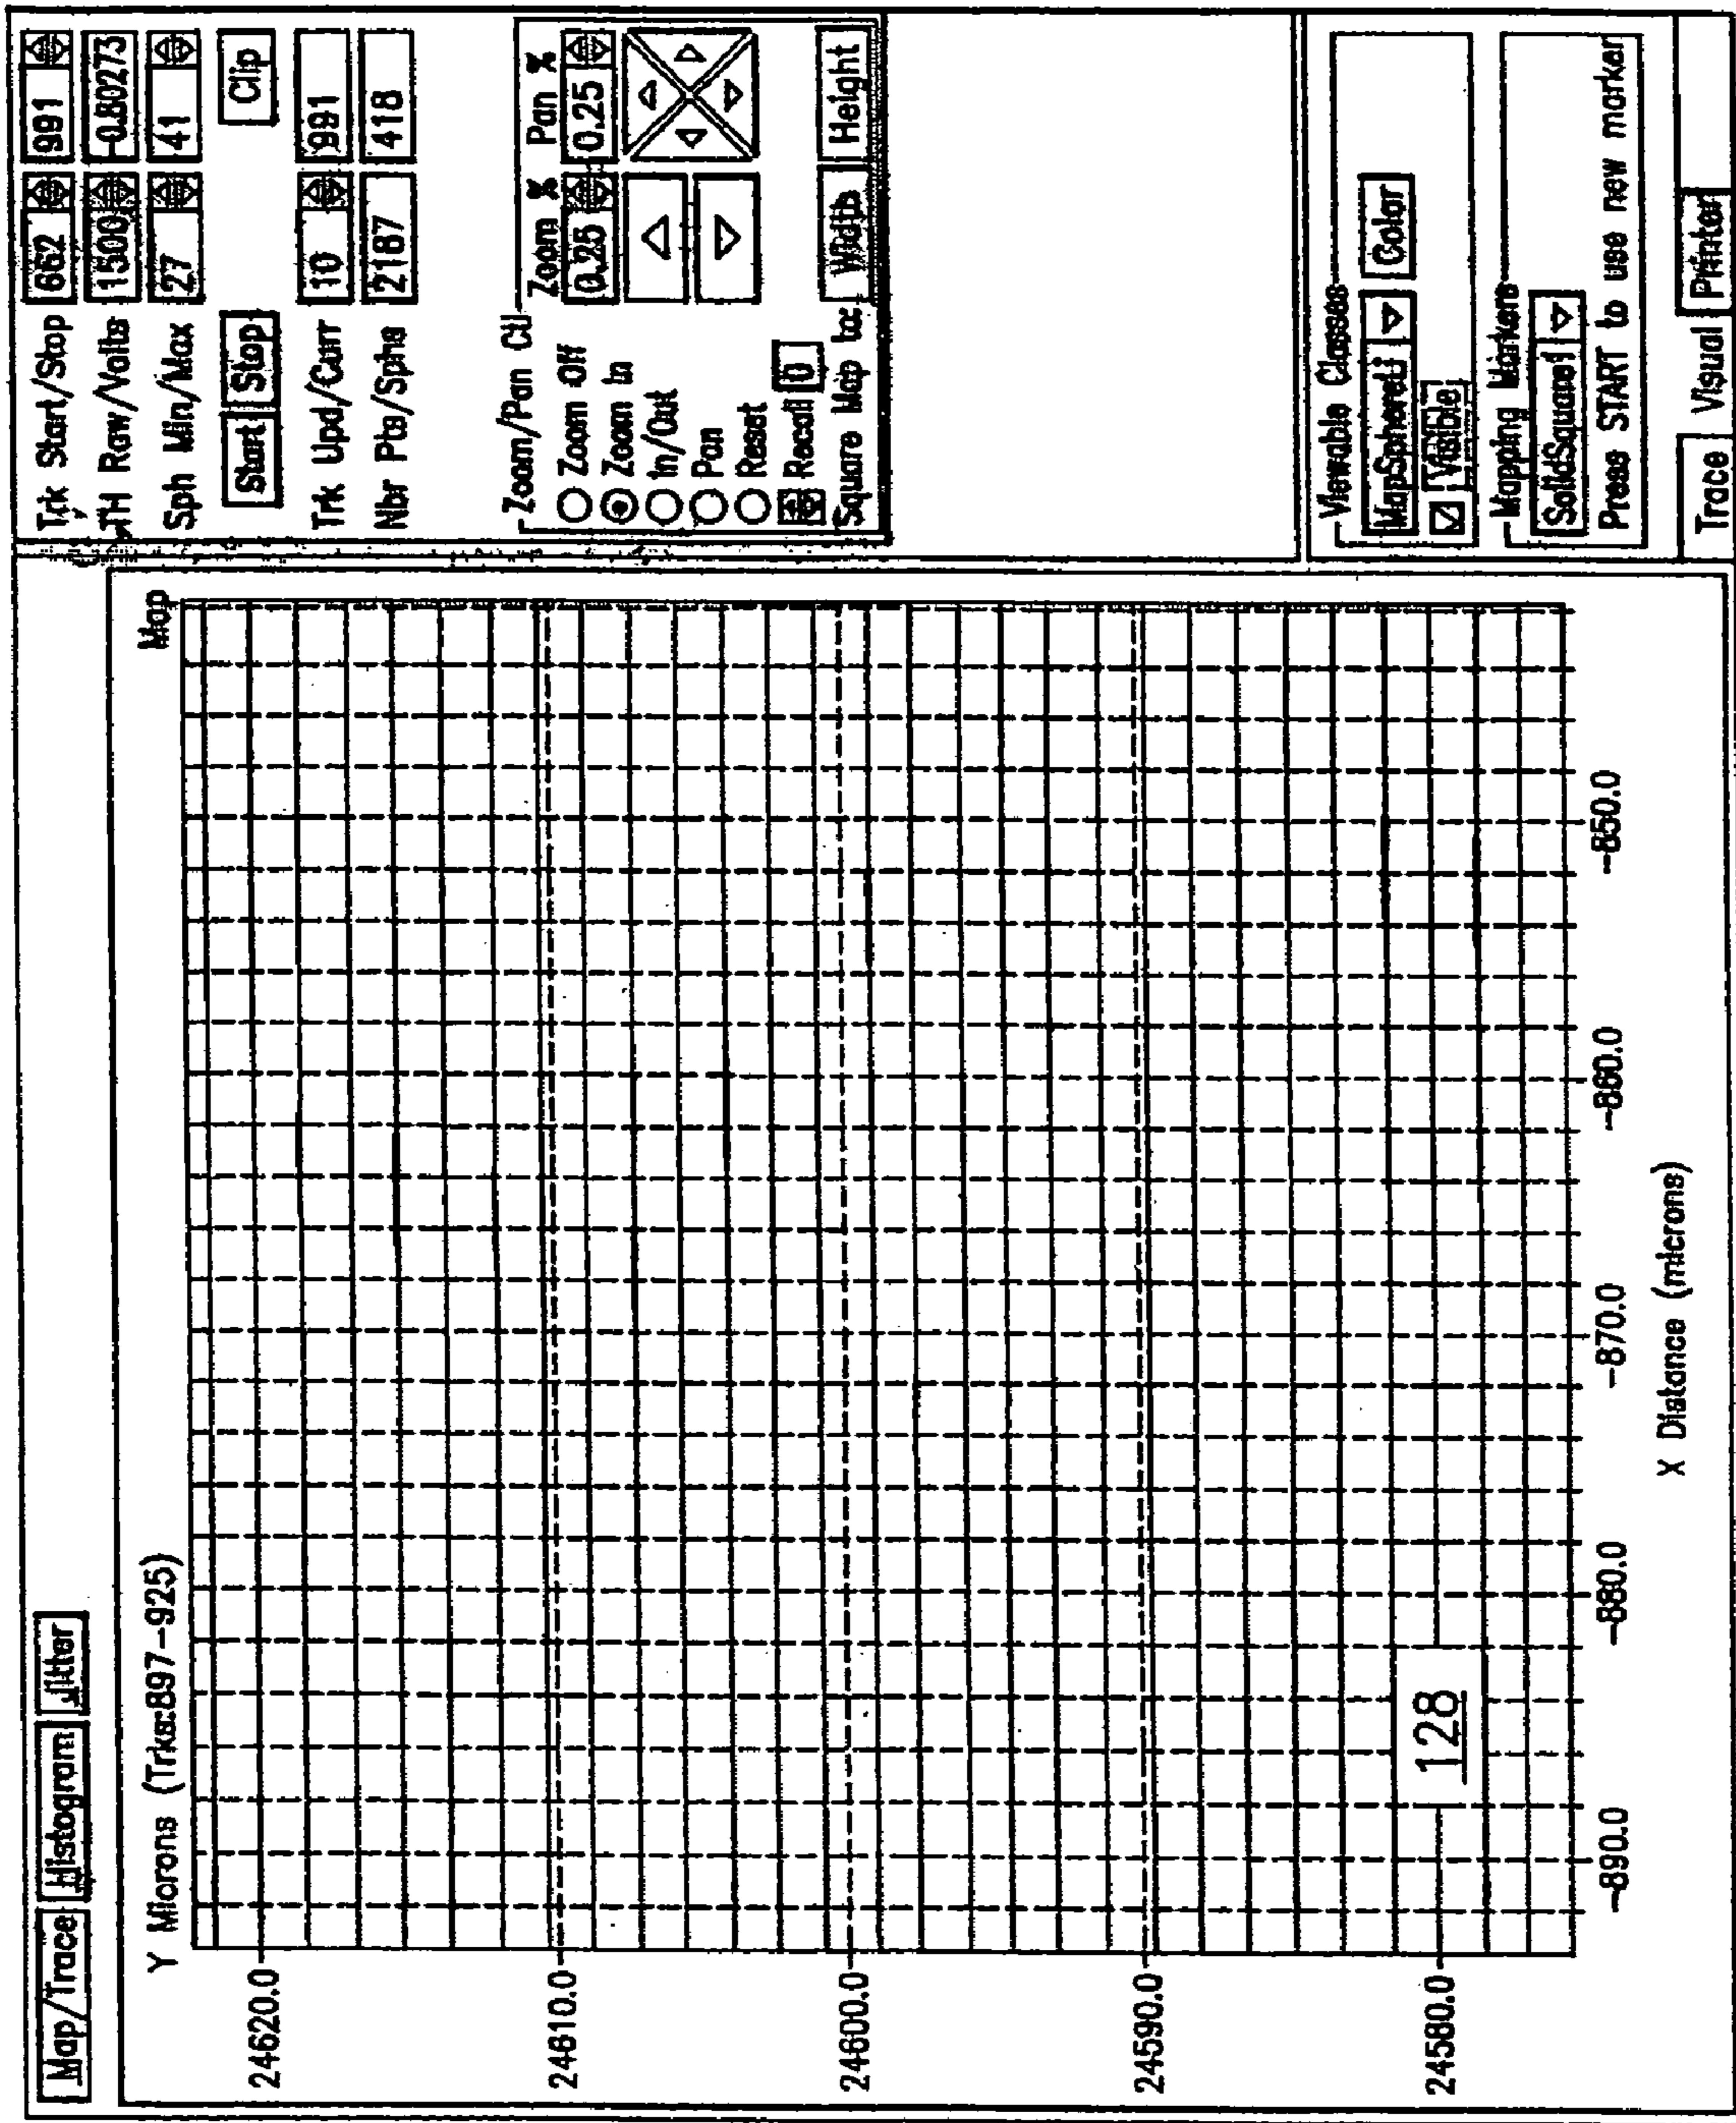 Map/Trace Histogram Jitter
Y Microns (Trks:897-925)
Map
24620.0
24610.0
24600.0
24590.0
24580.0
128
-890.0 -880.0 -870.0 -860.0 -850.0
X Distance (microns)
Trk Start/Stop 662 991
TH Raw/Volts 1500 -0.80273
Sph Min/Max 27 41
Start Stop Clip
Trk Upd/Curr 10 991
Nbr Pts/Sphs 2187 418
Zoom/Pan Ctl Zoom % Pan %
Zoom Off 0.25 0.25
Zoom In
In/Out
Pan
Reset
Recall
Square Map to: Width Height
Viewable Classes
Color
Visible
Mapping Markers
SolidSquare1
Press START to use new marker
Trace Visual Printer